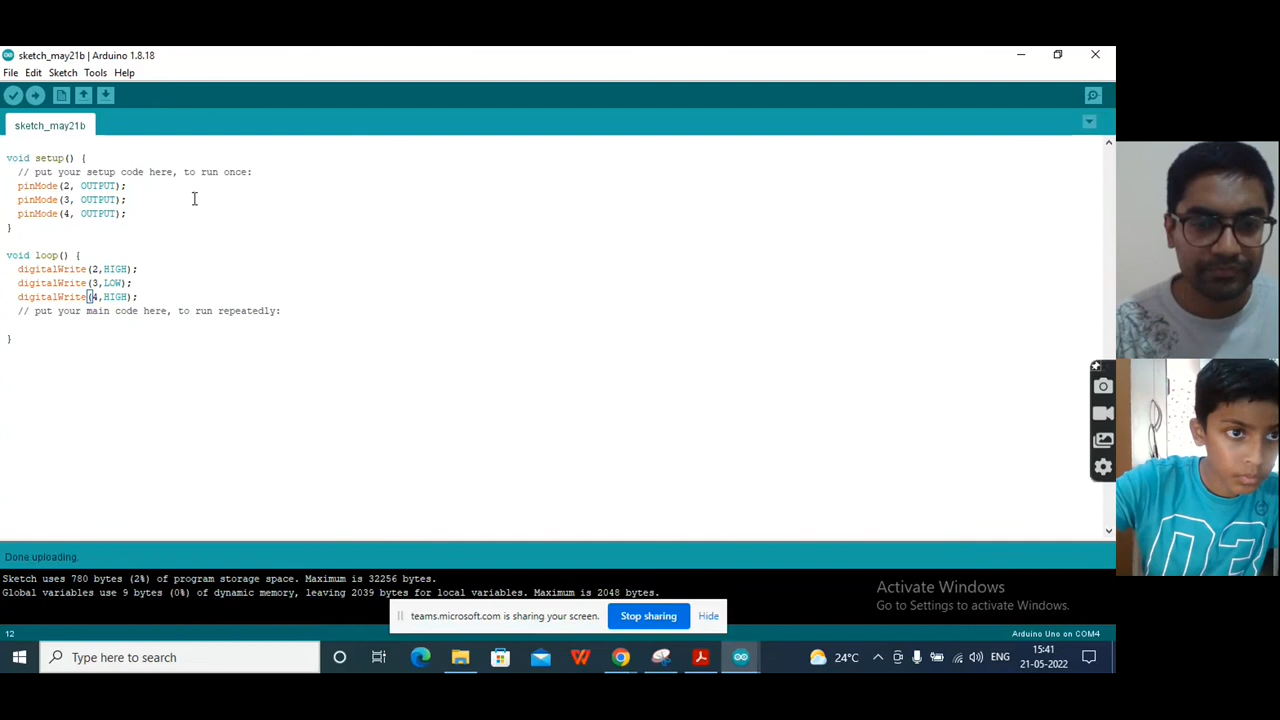 sketch_may21b | Arduino 1.8.18
File Edit Sketch Tools Help
sketch_may21b
void setup() {
// put your setup code here, to run once:
pinMode(2, OUTPUT);
pinMode(3, OUTPUT);
pinMode(4, OUTPUT);
}
void loop() {
digitalWrite(2,HIGH);
digitalWrite(3,LOW);
digitalWrite(4,HIGH);
// put your main code here, to run repeatedly:
}
03
Done uploading.
Sketch uses 780 bytes (2%) of program storage space. Maximum is 32256 bytes.
Global variables use 9 bytes (0%) of dynamic memory, leaving 2039 bytes for local variables. Maximum is 2048 bytes.
Activate Windows
Go to Settings to activate Windows.
teams.microsoft.com is sharing your screen. Stop sharing Hide
12
Arduino Uno on COM4
Type here to search
24°C
ENG
15:41
21-05-2022